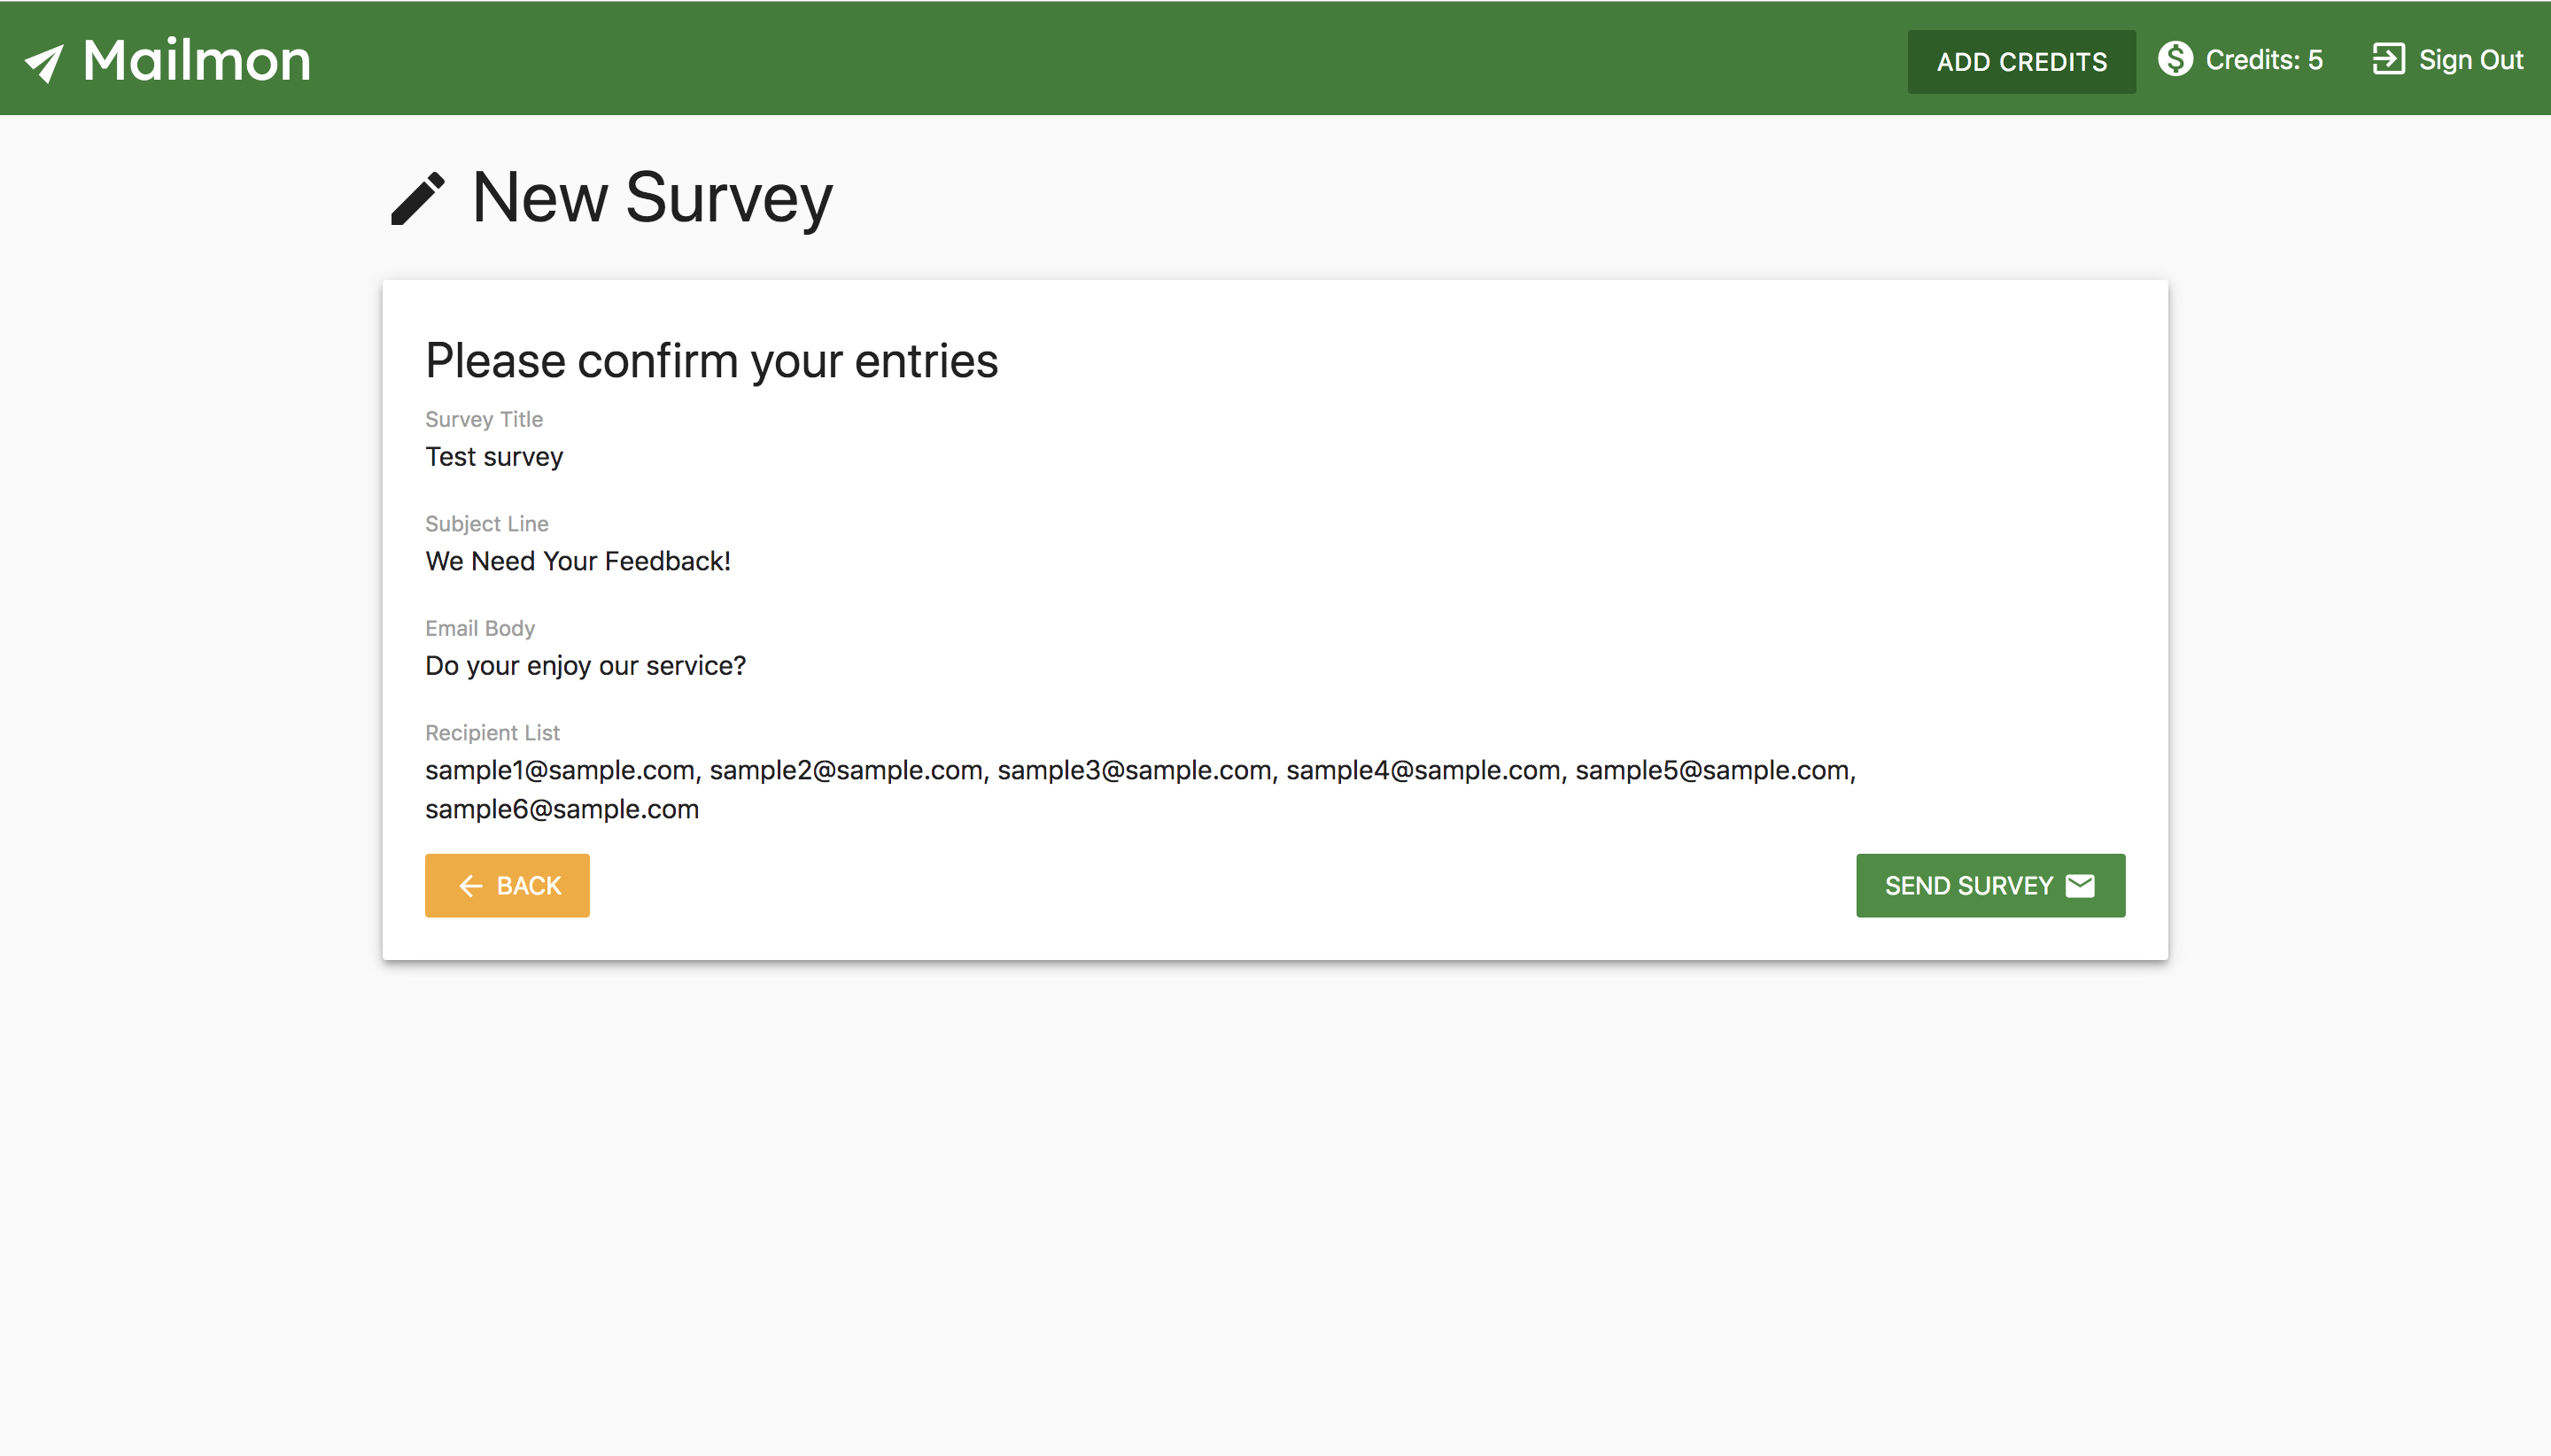 Mailmon
ADD CREDITS
Credits: 5
Sign Out
New Survey
Please confirm your entries
Survey Title
Test survey
Subject Line
We Need Your Feedback!
Email Body
Do your enjoy our service?
Recipient List
sample1@sample.com, sample2@sample.com, sample3@sample.com, sample4@sample.com, sample5@sample.com,
sample6@sample.com
BACK
SEND SURVEY